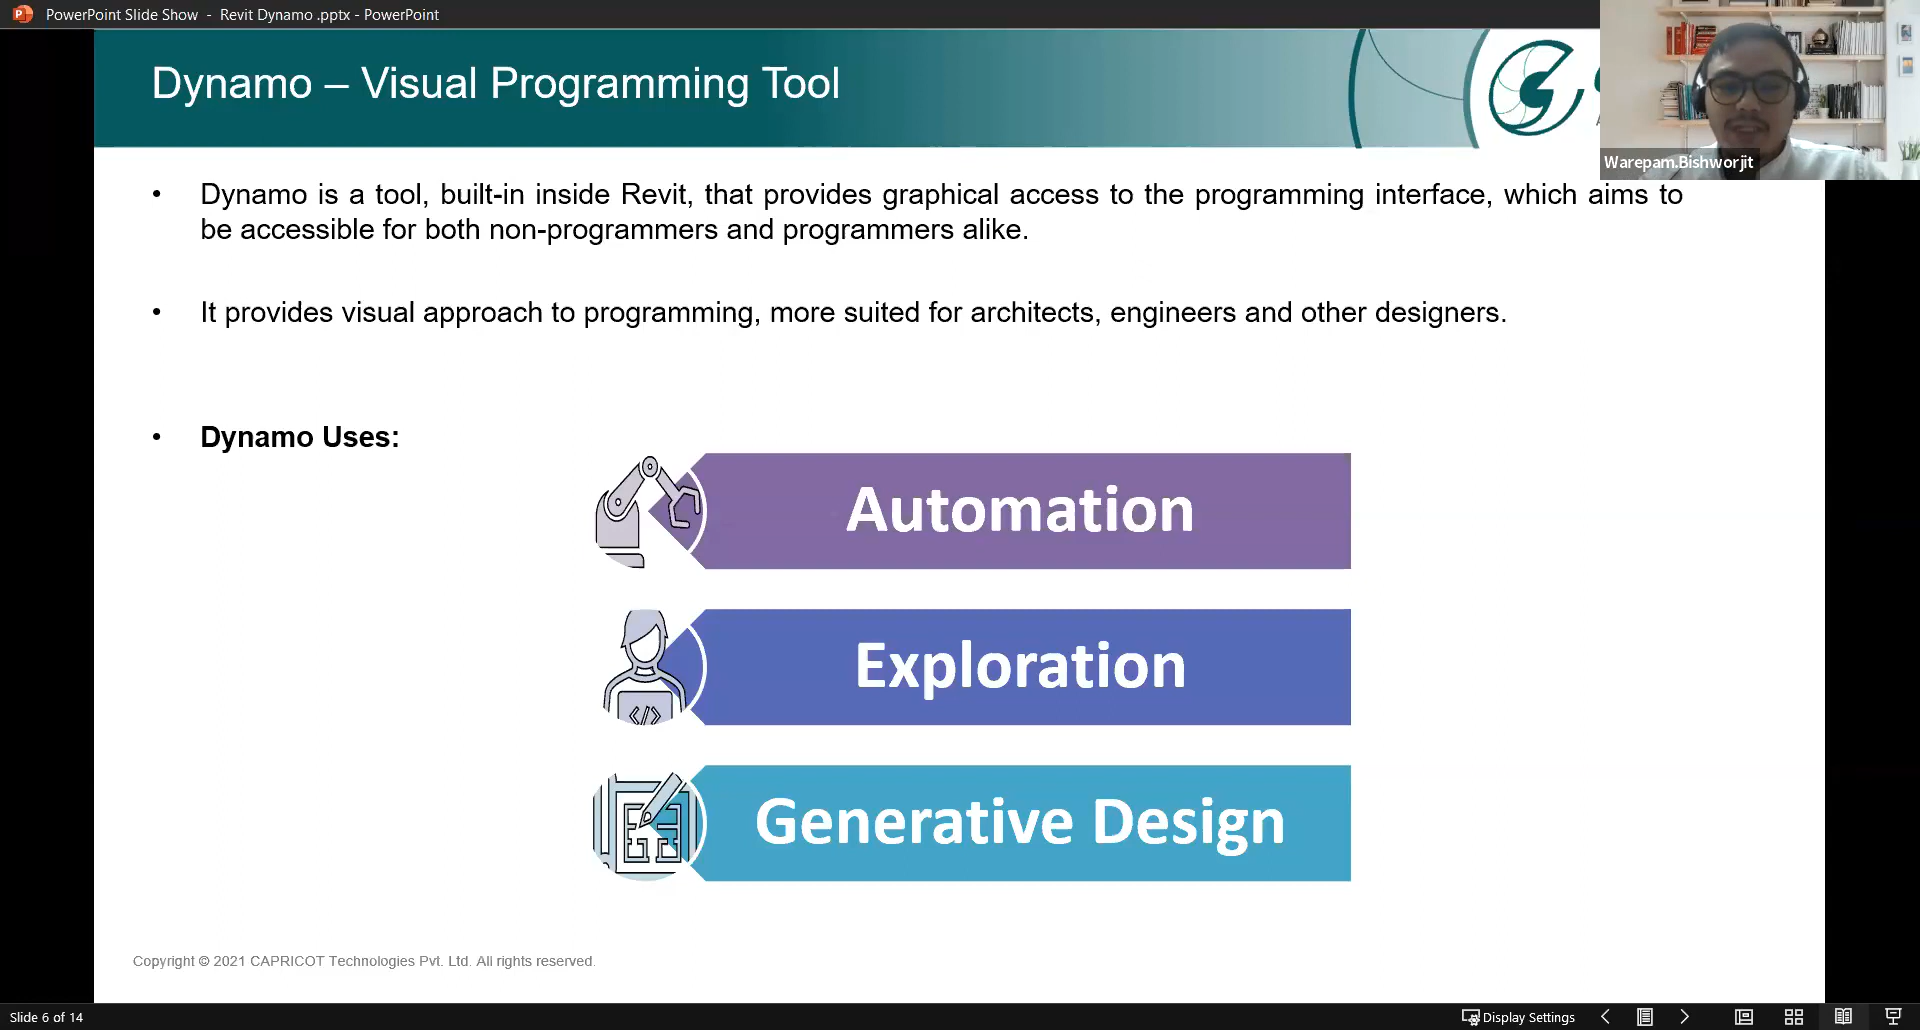 PowerPoint Slide Show - Revit Dynamo .pptx - PowerPoint
Dynamo – Visual Programming Tool
Warepam.Bishworjit
• Dynamo is a tool, built-in inside Revit, that provides graphical access to the programming interface, which aims to
be accessible for both non-programmers and programmers alike.
• It provides visual approach to programming, more suited for architects, engineers and other designers.
• Dynamo Uses:
Automation
Exploration
</>
Generative Design
Copyright © 2021 CAPRICOT Technologies Pvt. Ltd. All rights reserved.
Slide 6 of 14
Display Settings